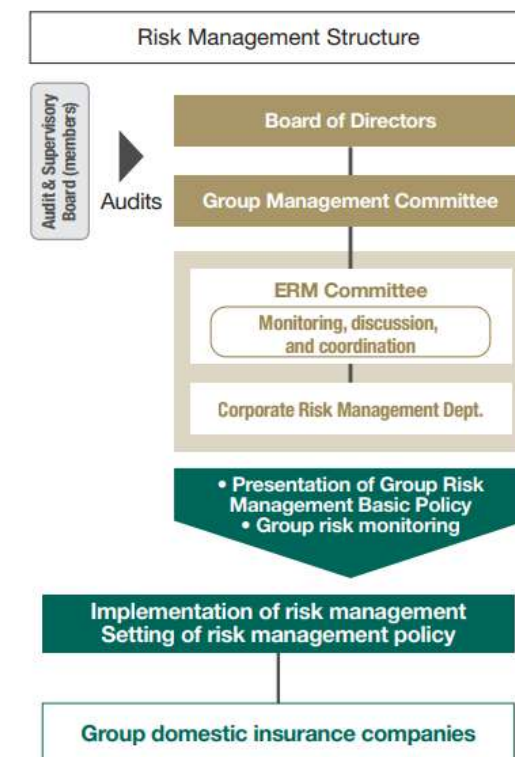 Risk Management Structure
Audit & Supervisory
Board (members)
Audits
Board of Directors
Group Management Committee
ERM Committee
Monitoring, discussion,
and coordination
Corporate Risk Management Dept.
• Presentation of Group Risk
Management Basic Policy
• Group risk monitoring
Implementation of risk management
Setting of risk management policy
Group domestic insurance companies